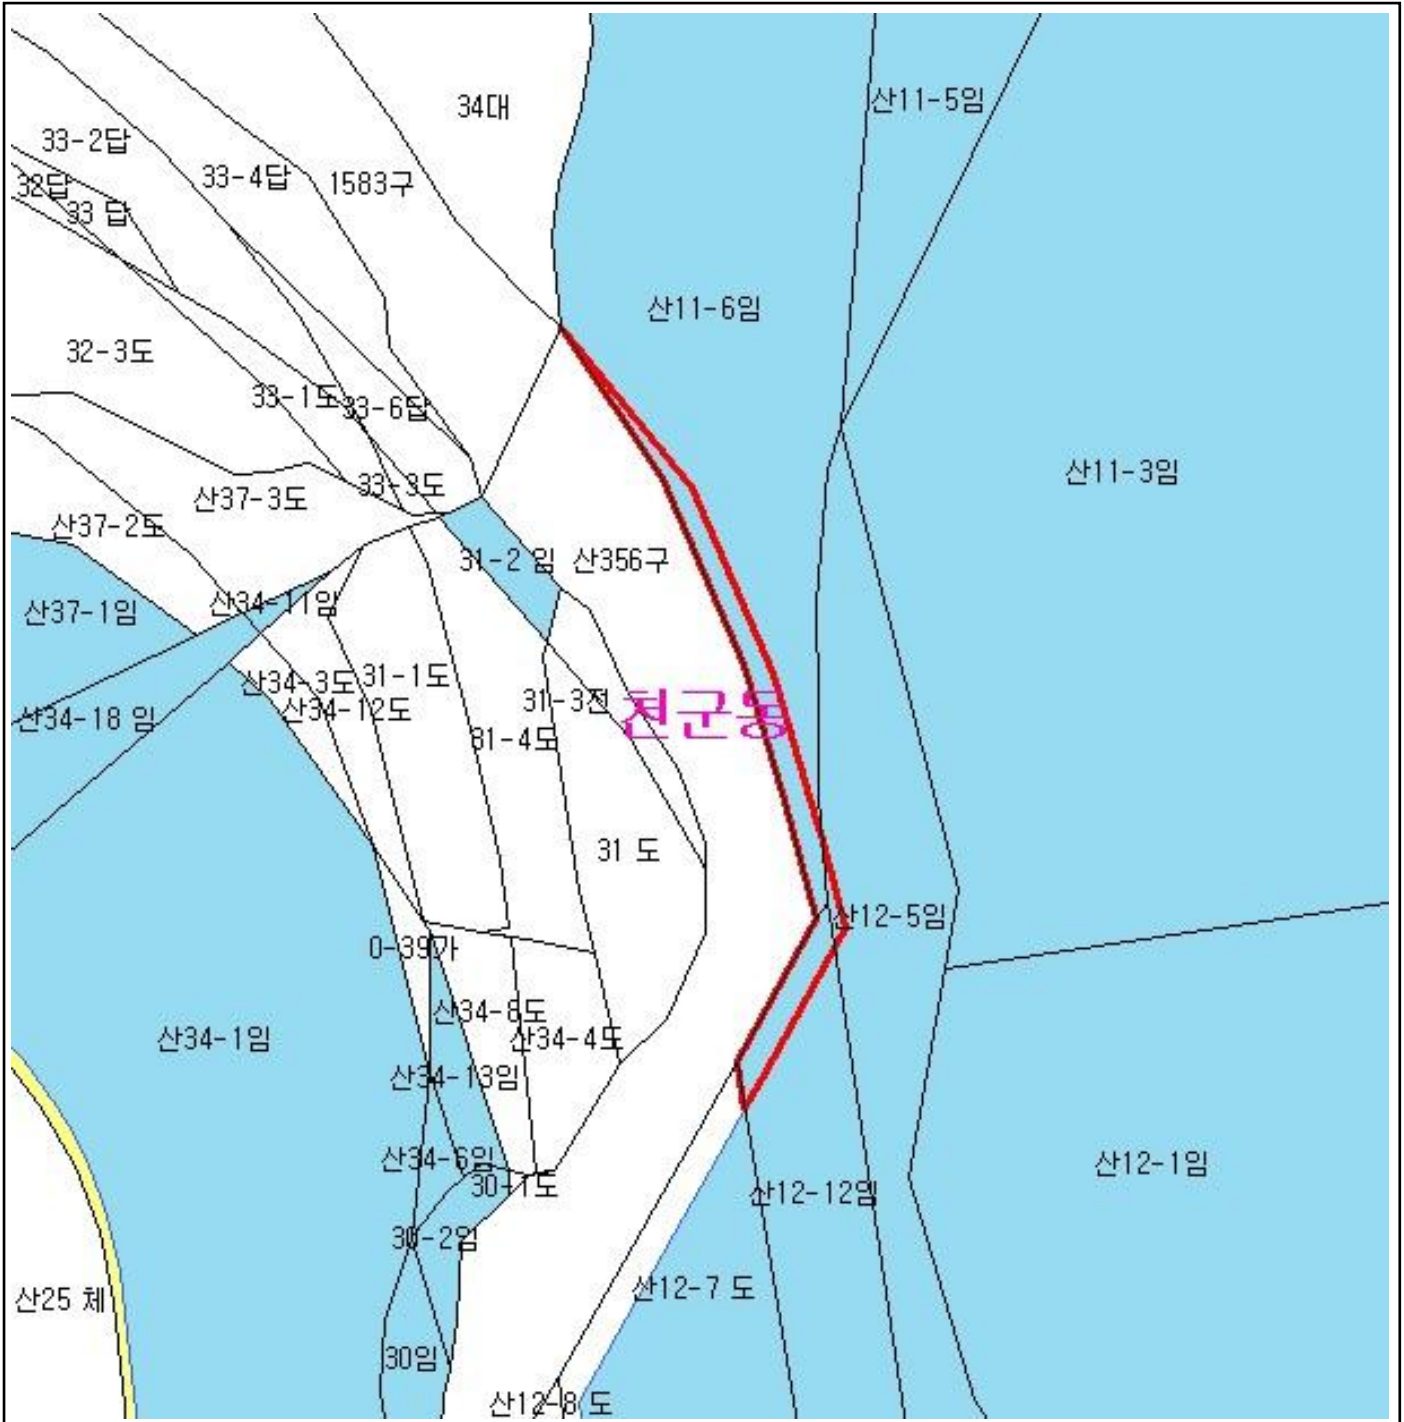 34대
산11-5임
33-2답
33-4답
1583구
32답
33 답
산11-6임
32-3도
33-1도
33-6답
산11-3임
33-3도
산37-3도
산37-2도
31-2 임
산356구
산37-1임
산34-11임
산34-3도
31-1도
31-3전
산34-12도
산34-18 임
천군동
31-4도
31 도
산12-5임
0-39가
산34-8도
산34-1임
산34-4도
산34-13임
산34-6임
30-1도
산12-1임
산12-12임
30-2임
산12-7 도
산25 체
30임
산12-8 도